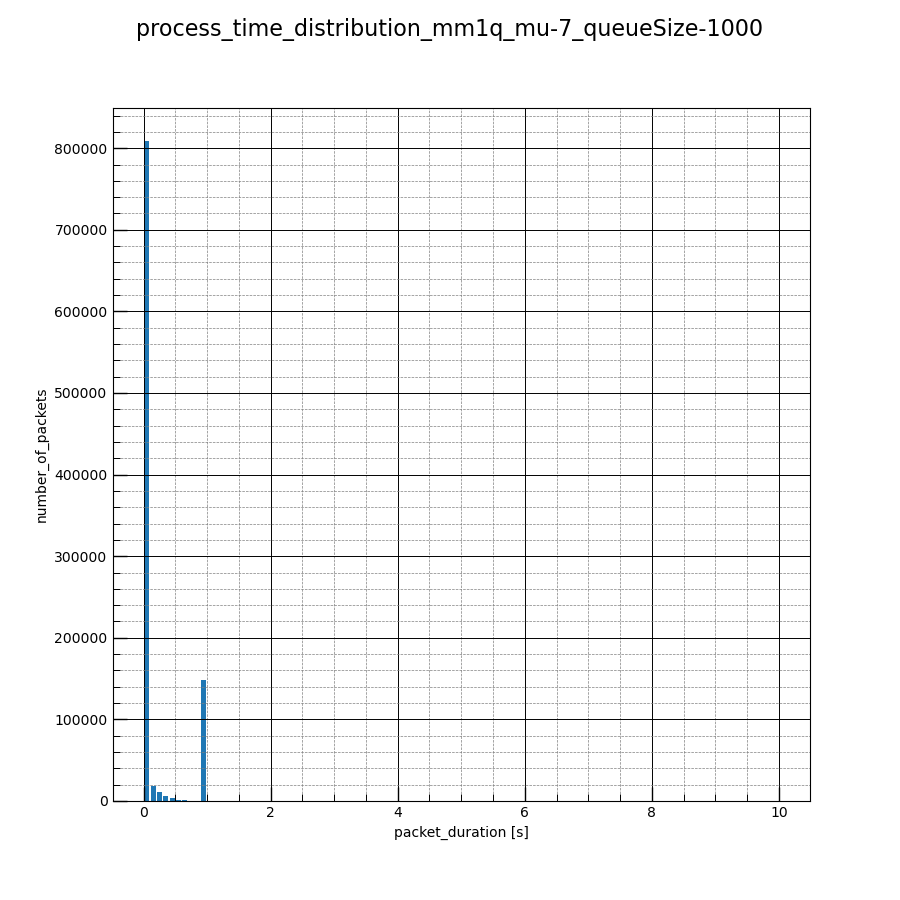 process_time_distribution_mm1q_mu-7_queueSize-1000
800000
700000
600000
500000
400000
300000
200000
100000
0
number_of_packets
0 2 4 6 8 10
packet_duration [s]